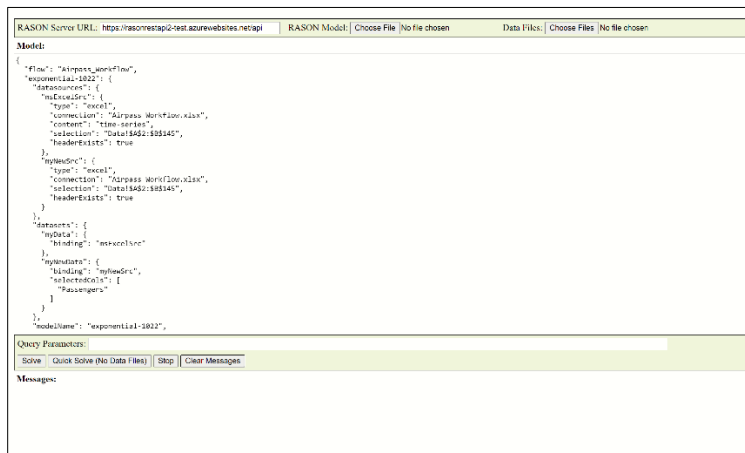 RASON Server URL: https://rasonrestapi2-test.azurewebsites.net/api RASON Model: Choose File No file chosen Data Files: Choose Files No file chosen
Model:
{
"flow": "Airpass_Workflow",
"exponential-1022": {
"datasources": {
"msExcelSrc": {
"type": "excel",
"connection": "Airpass Workflow.xlsx",
"content": "time-series",
"selection": "Data!$A$2:$B$145",
"headerExists": true
},
"myNewSrc": {
"type": "excel",
"connection": "Airpass Workflow.xlsx",
"selection": "Data!$A$2:$B$145",
"headerExists": true
}
},
"datasets": {
"myData": {
"binding": "msExcelSrc"
},
"myNewData": {
"binding": "myNewSrc",
"selectedCols": [
"Passengers"
]
}
},
"modelName": "exponential-1022",
Query Parameters:
Solve Quick Solve (No Data Files) Stop Clear Messages
Messages: